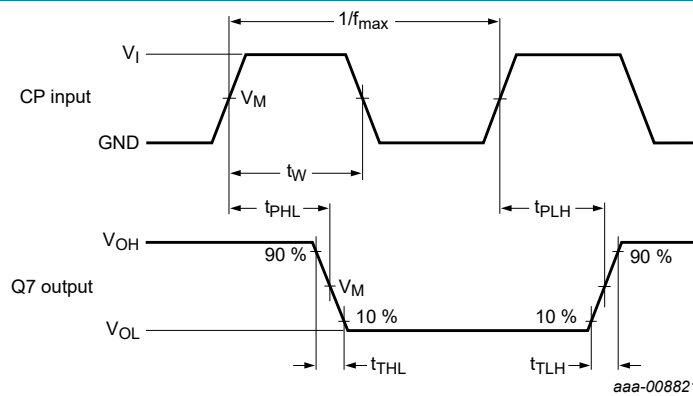 1/fmax
VI
CP input
VM
GND
tW
tPHL
tPLH
VOH
90 %
90 %
Q7 output
VM
10 %
10 %
VOL
tTHL
tTLH
aaa-008821